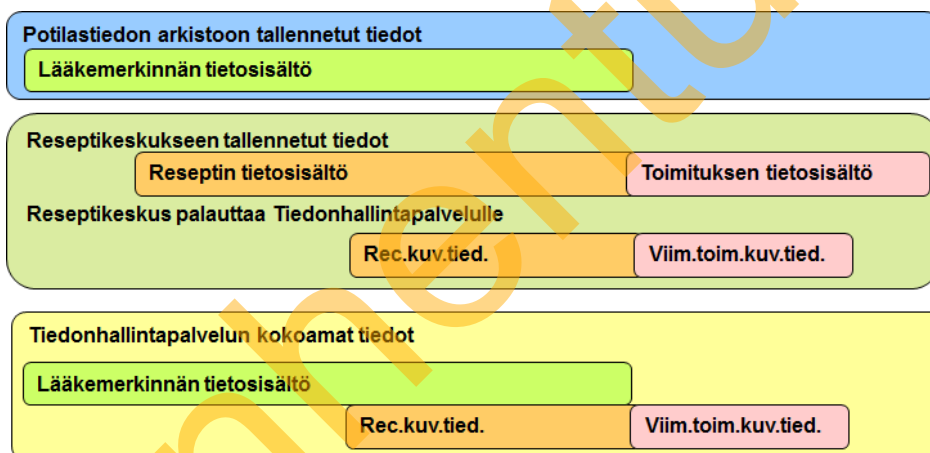 Potilastiedon arkistoon tallennetut tiedot
Lääkemerkinnän tietosisältö
Reseptikeskukseen tallennetut tiedot
Reseptin tietosisältö
Toimituksen tietosisältö
Reseptikeskus palauttaa Tiedonhallintapalvelulle
Rec.kuv.tied.
Viim.toim.kuv.tied.
Tiedonhallintapalvelun kokoamat tiedot
Lääkemerkinnän tietosisältö
Rec.kuv.tied.
Viim.toim.kuv.tied.